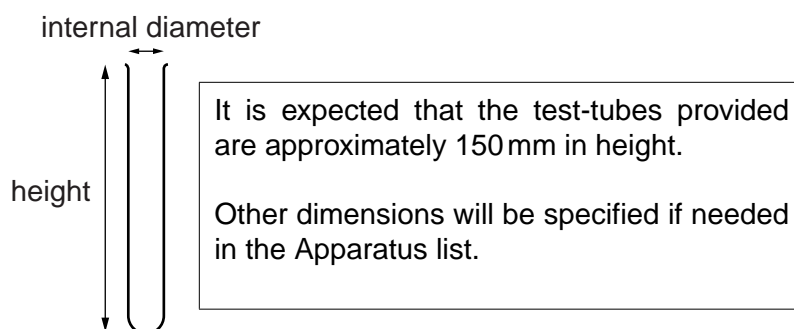 internal diameter
height
It is expected that the test-tubes provided
are approximately 150 mm in height.
Other dimensions will be specified if needed
in the Apparatus list.